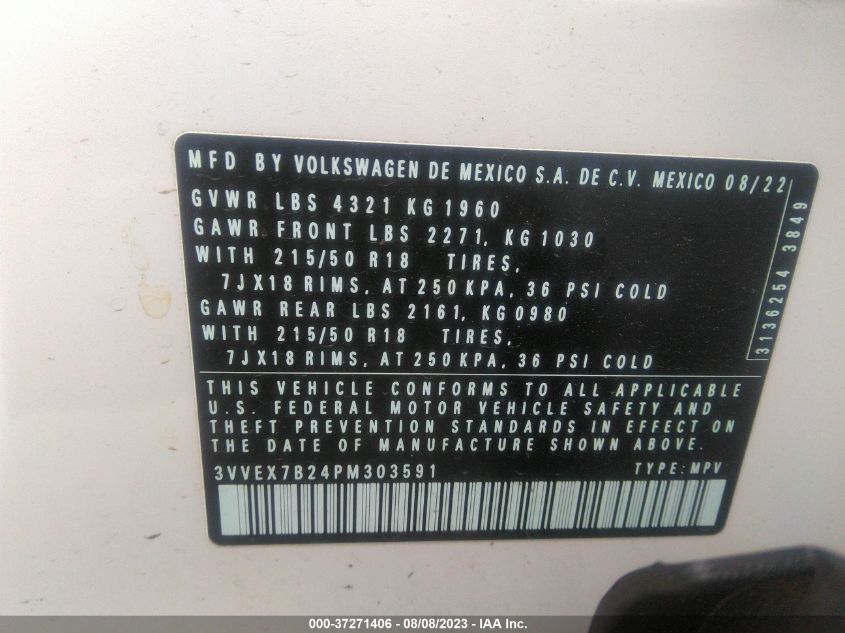 MFD BY VOLKSWAGEN DE MEXICO S.A. DE C.V. MEXICO 08/22
GVWR LBS 4321 KG 1960
GAWR FRONT LBS 2271, KG 1030
WITH 215/50 R18 TIRES,
7JX18 RIMS, AT 250 KPA, 36 PSI COLD
GAWR REAR LBS 2161, KG 0980
WITH 215/50 R18 TIRES,
7JX18 RIMS, AT 250 KPA, 36 PSI COLD
3136254 3849
THIS VEHICLE CONFORMS TO ALL APPLICABLE
U.S. FEDERAL MOTOR VEHICLE SAFETY AND
THEFT PREVENTION STANDARDS IN EFFECT ON
THE DATE OF MANUFACTURE SHOWN ABOVE.
3VVEX7B24PM303591 TYPE: MPV
000-37271406 - 08/08/2023 - IAA Inc.